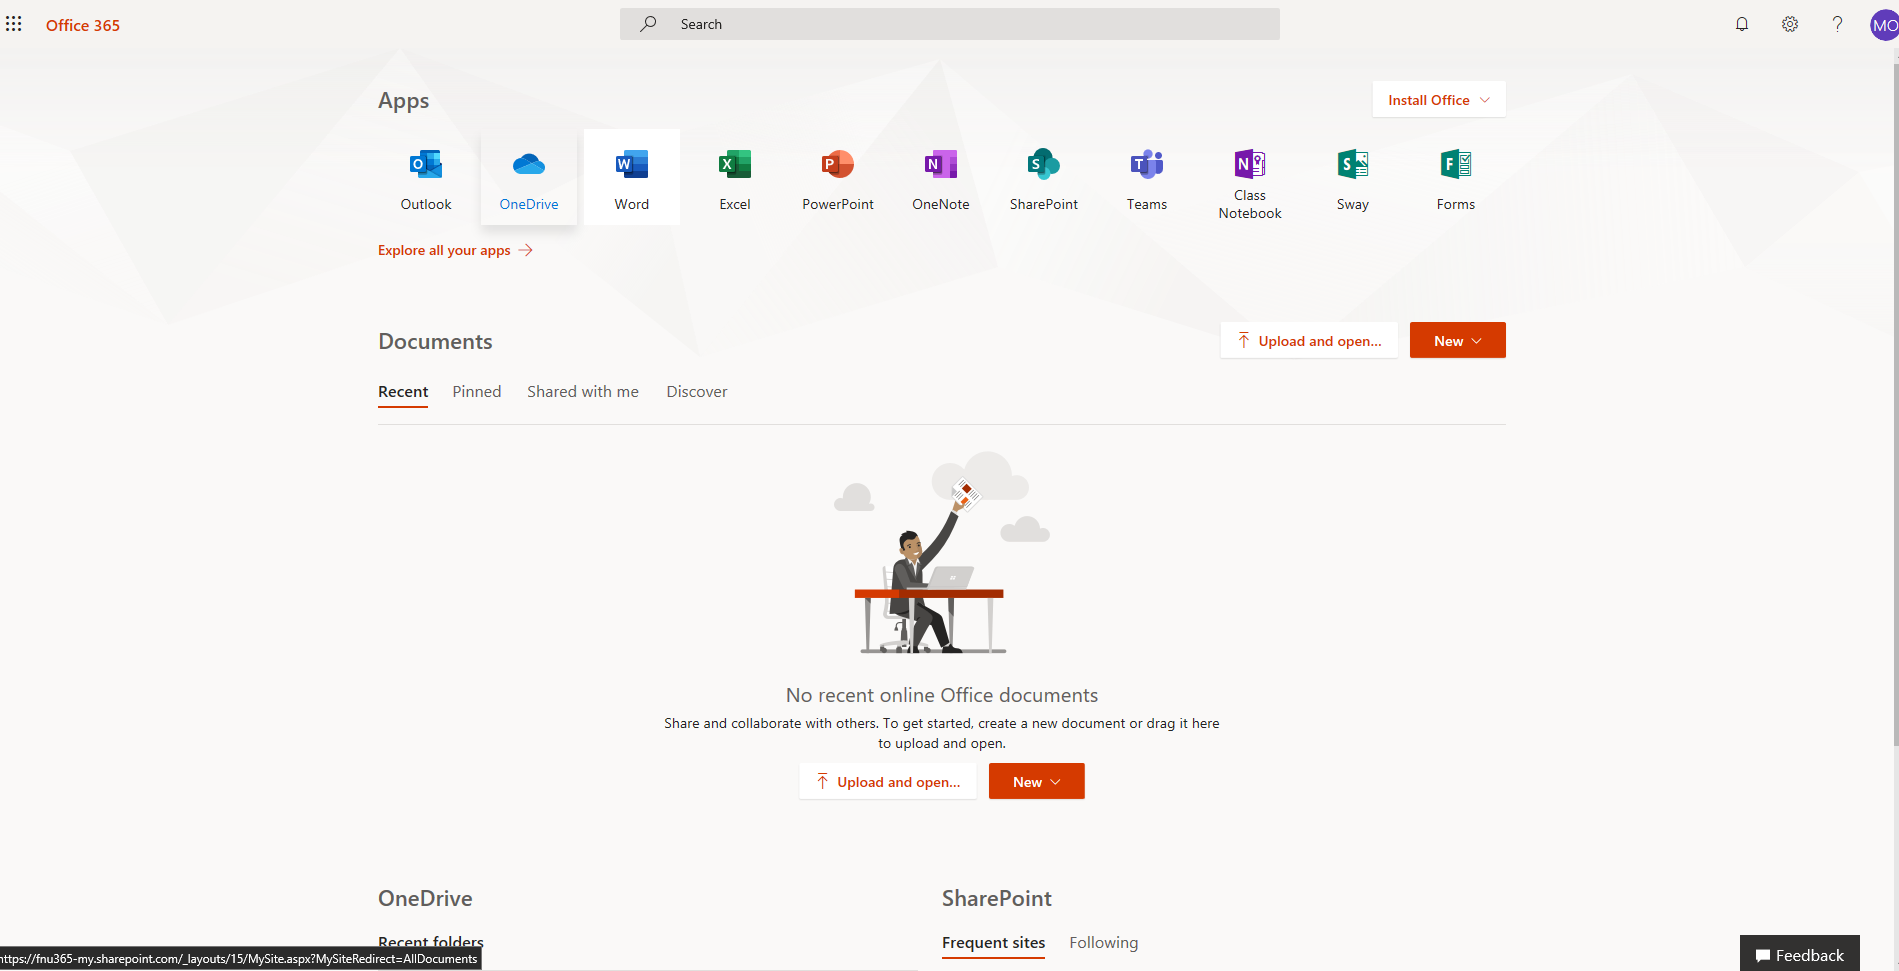 Office 365
Search
MO
Apps
Install Office
Outlook
OneDrive
Word
Excel
PowerPoint
OneNote
SharePoint
Teams
Class
Notebook
Sway
Forms
Explore all your apps
Documents
Upload and open...
New
Recent
Pinned
Shared with me
Discover
No recent online Office documents
Share and collaborate with others. To get started, create a new document or drag it here
to upload and open.
Upload and open...
New
OneDrive
SharePoint
Recent folders
Frequent sites
Following
https://fnu365-my.sharepoint.com/_layouts/15/MySite.aspx?MySiteRedirect=AllDocuments
Feedback